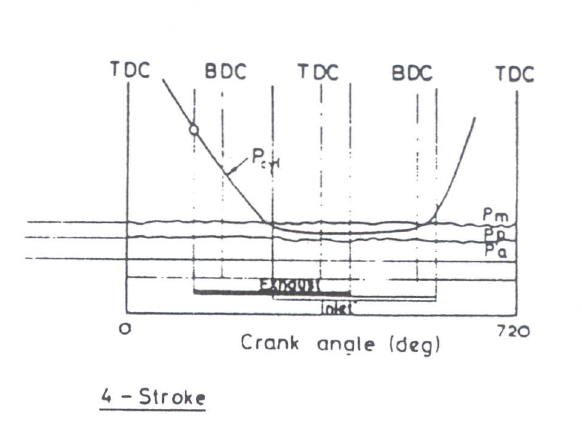 TDC BDC TDC BDC TDC
Pcyl
Pm
Pp
Pa
Exhaust
Inlet
0 720
Crank angle (deg)
4 - Stroke